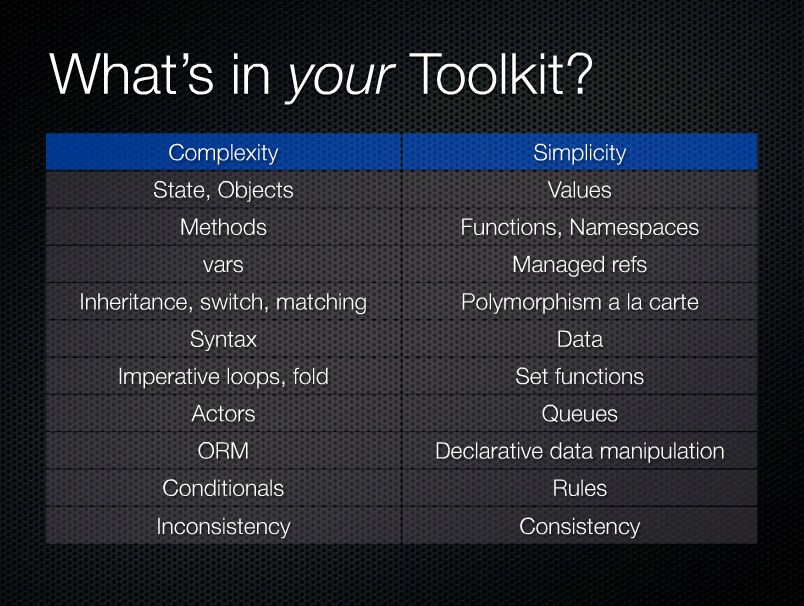 What's in your Toolkit?
Complexity Simplicity
State, Objects Values
Methods Functions, Namespaces
vars Managed refs
Inheritance, switch, matching Polymorphism a la carte
Syntax Data
Imperative loops, fold Set functions
Actors Queues
ORM Declarative data manipulation
Conditionals Rules
Inconsistency Consistency